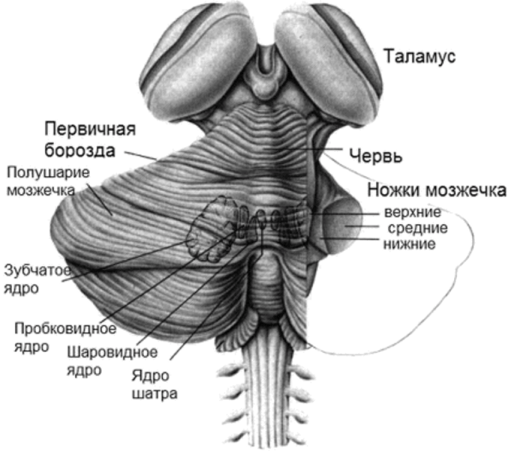 Таламус
Первичная
борозда
Червь
Полушарие
мозжечка
Ножки мозжечка
верхние
средние
нижние
Зубчатое
ядро
Пробковидное
ядро
Шаровидное
ядро
Ядро
шатра